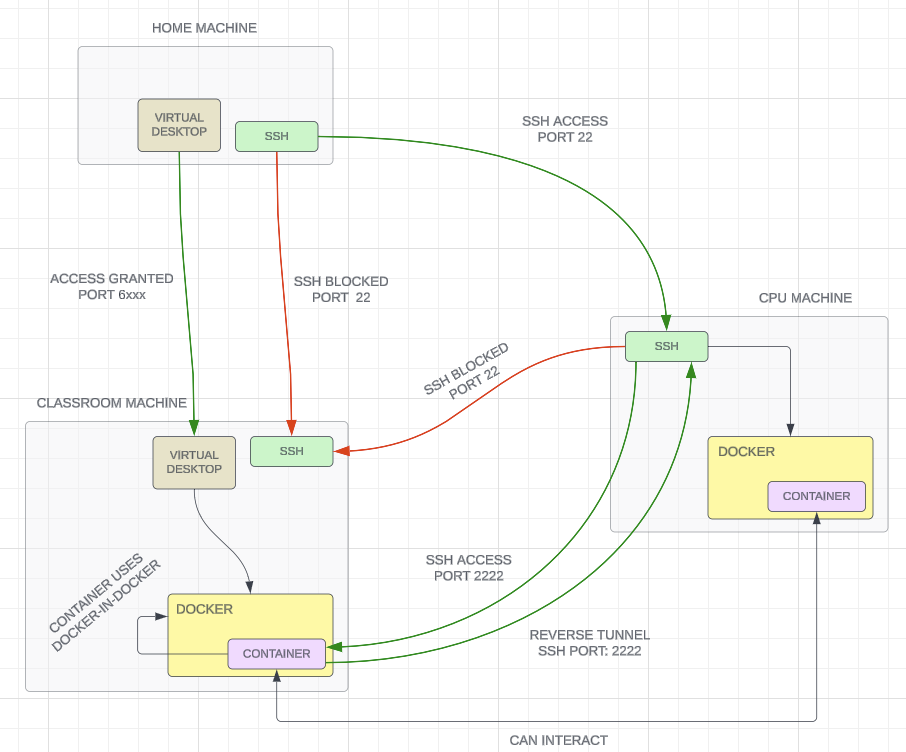 HOME MACHINE
VIRTUAL
DESKTOP
SSH
SSH ACCESS
PORT 22
ACCESS GRANTED
PORT 6xxx
SSH BLOCKED
PORT 22
CPU MACHINE
SSH
SSH BLOCKED
PORT 22
CLASSROOM MACHINE
VIRTUAL
DESKTOP
SSH
DOCKER
CONTAINER
SSH ACCESS
PORT 2222
CONTAINER USES
DOCKER-IN-DOCKER
DOCKER
CONTAINER
REVERSE TUNNEL
SSH PORT: 2222
CAN INTERACT